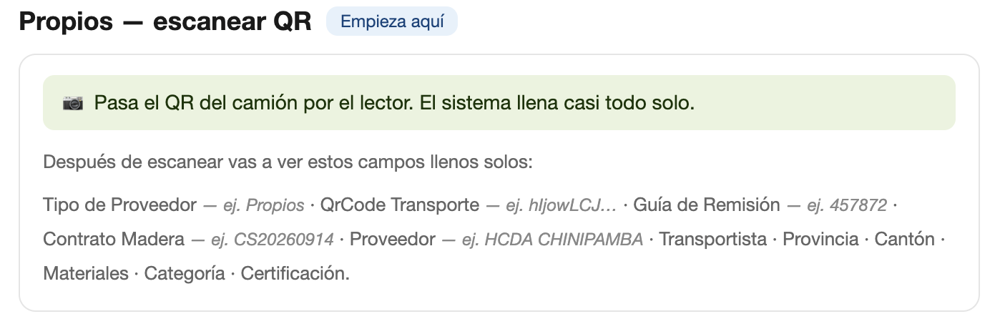 Propios — escanear QR Empieza aquí
📷 Pasa el QR del camión por el lector. El sistema llena casi todo solo.
Después de escanear vas a ver estos campos llenos solos:
Tipo de Proveedor — ej. Propios · QrCode Transporte — ej. hIjowLCJ... · Guía de Remisión — ej. 457872 ·
Contrato Madera — ej. CS20260914 · Proveedor — ej. HCDA CHINIPAMBA · Transportista · Provincia · Cantón ·
Materiales · Categoría · Certificación.